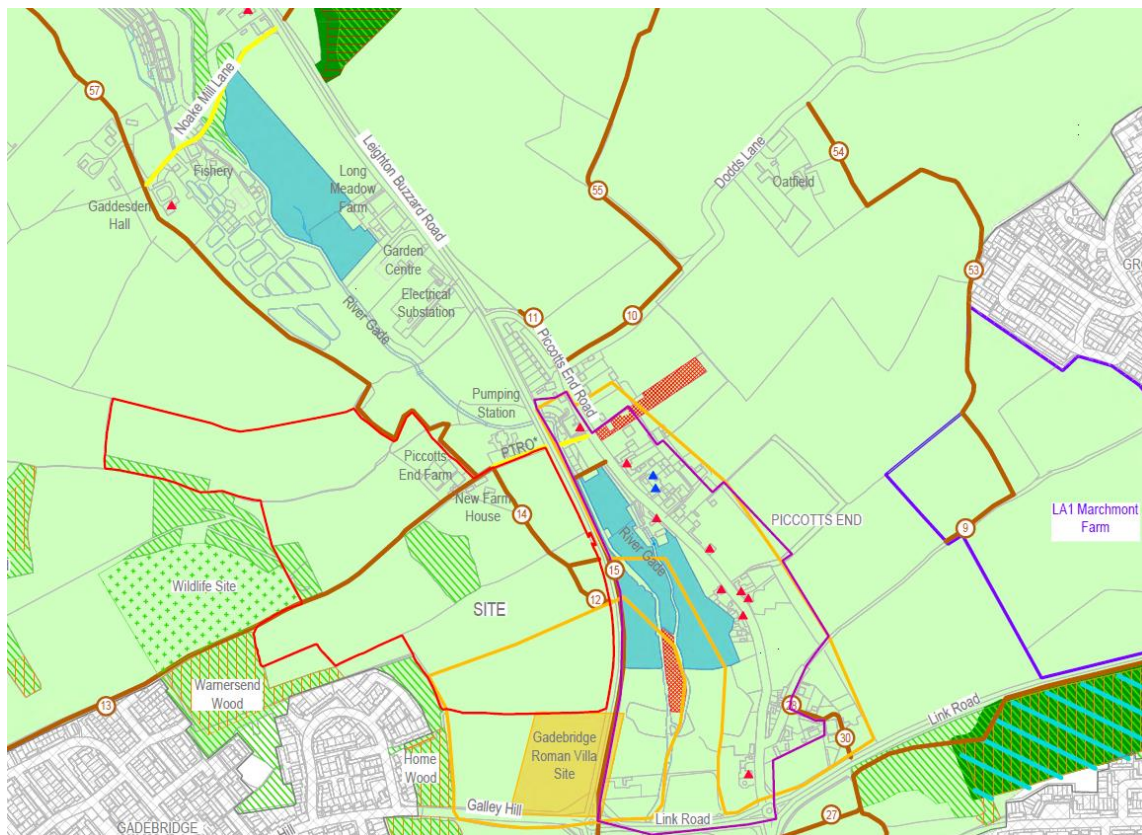 57
Noake Mill Lane
Fishery
Gaddesden
Hall
Long
Meadow
Farm
Leighton Buzzard Road
Garden
Centre
Electrical
Substation
River Gade
55
Dodds Lane
54
Oatfield
53
GRO
11
10
Piccotts End Road
Pumping
Station
PTRO*
Piccotts
End Farm
New Farm
House
14
PICCOTTS END
9
LA1 Marchmont
Farm
River Gade
15
12
SITE
Wildlife Site
Warnersend
Wood
13
Home
Wood
Gadebridge
Roman Villa
Site
28
30
Link Road
Galley Hill
Link Road
27
GADEBRIDGE